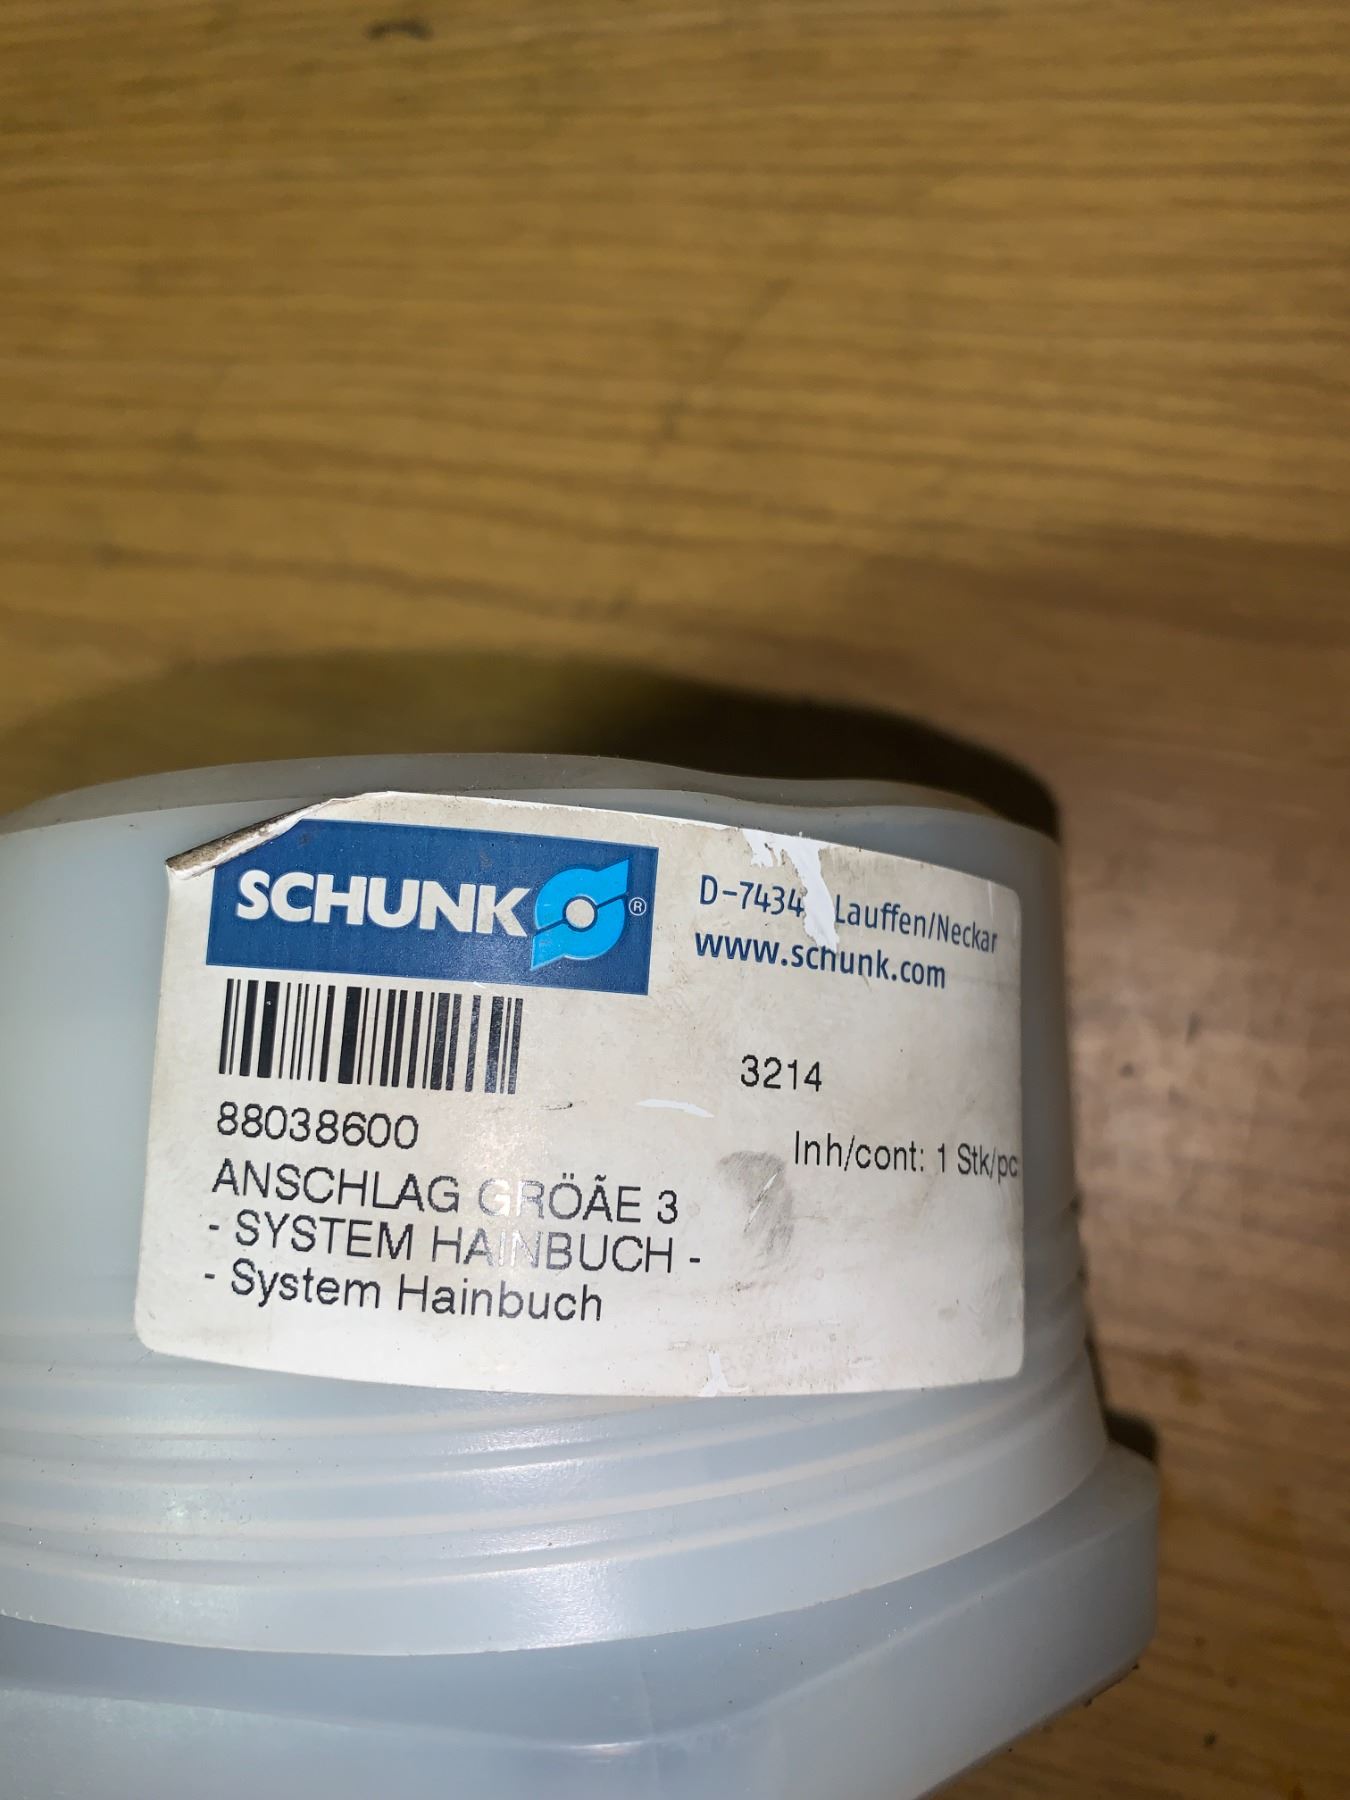 SCHUNK ®
D-7434 Lauffen/Neckar
www.schunk.com
3214
88038600
Inh/cont: 1 Stk/pc
ANSCHLAG GRÖÃE 3
- SYSTEM HAINBUCH -
- System Hainbuch